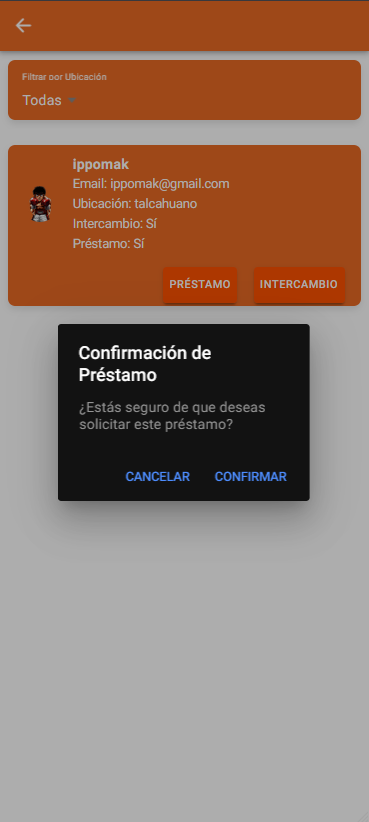 Filtrar por Ubicación
Todas
ippomak
Email: ippomak@gmail.com
Ubicación: talcahuano
Intercambio: Sí
Préstamo: Sí
PRÉSTAMO
INTERCAMBIO
Confirmación de
Préstamo
¿Estás seguro de que deseas
solicitar este préstamo?
CANCELAR
CONFIRMAR